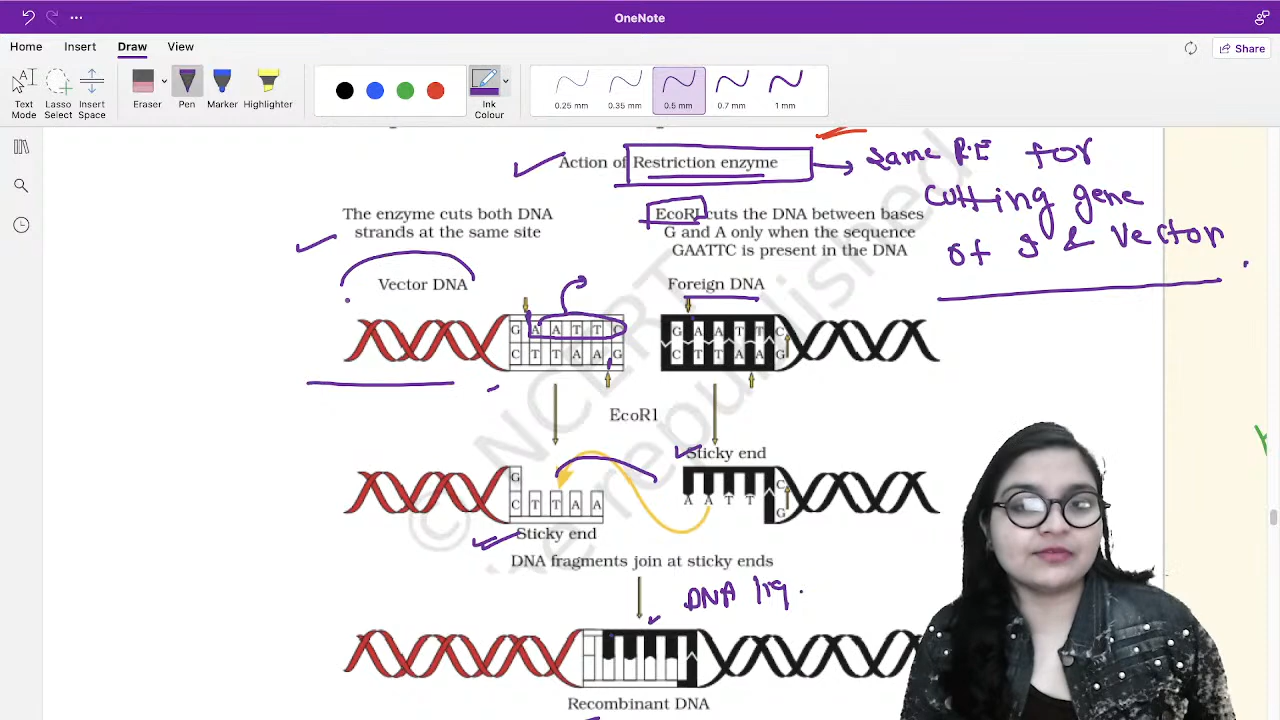 OneNote
Home Insert Draw View
Share
Text Mode
Lasso Select
Insert Space
Eraser
Pen
Marker
Highlighter
Ink Colour
0.25 mm 0.35 mm 0.5 mm 0.7 mm 1 mm
Action of Restriction enzyme
same R.E for
cutting gene
of I & Vector
The enzyme cuts both DNA
strands at the same site
EcoRI cuts the DNA between bases
G and A only when the sequence
GAATTC is present in the DNA
Vector DNA
Foreign DNA
G A A T T C
C T T A A G
G A A T T C
C T T A A G
EcoR1
Sticky end
G
C T T A A
C
A A T T
G
Sticky end
DNA fragments join at sticky ends
DNA lig
Recombinant DNA
© NCERT
republished